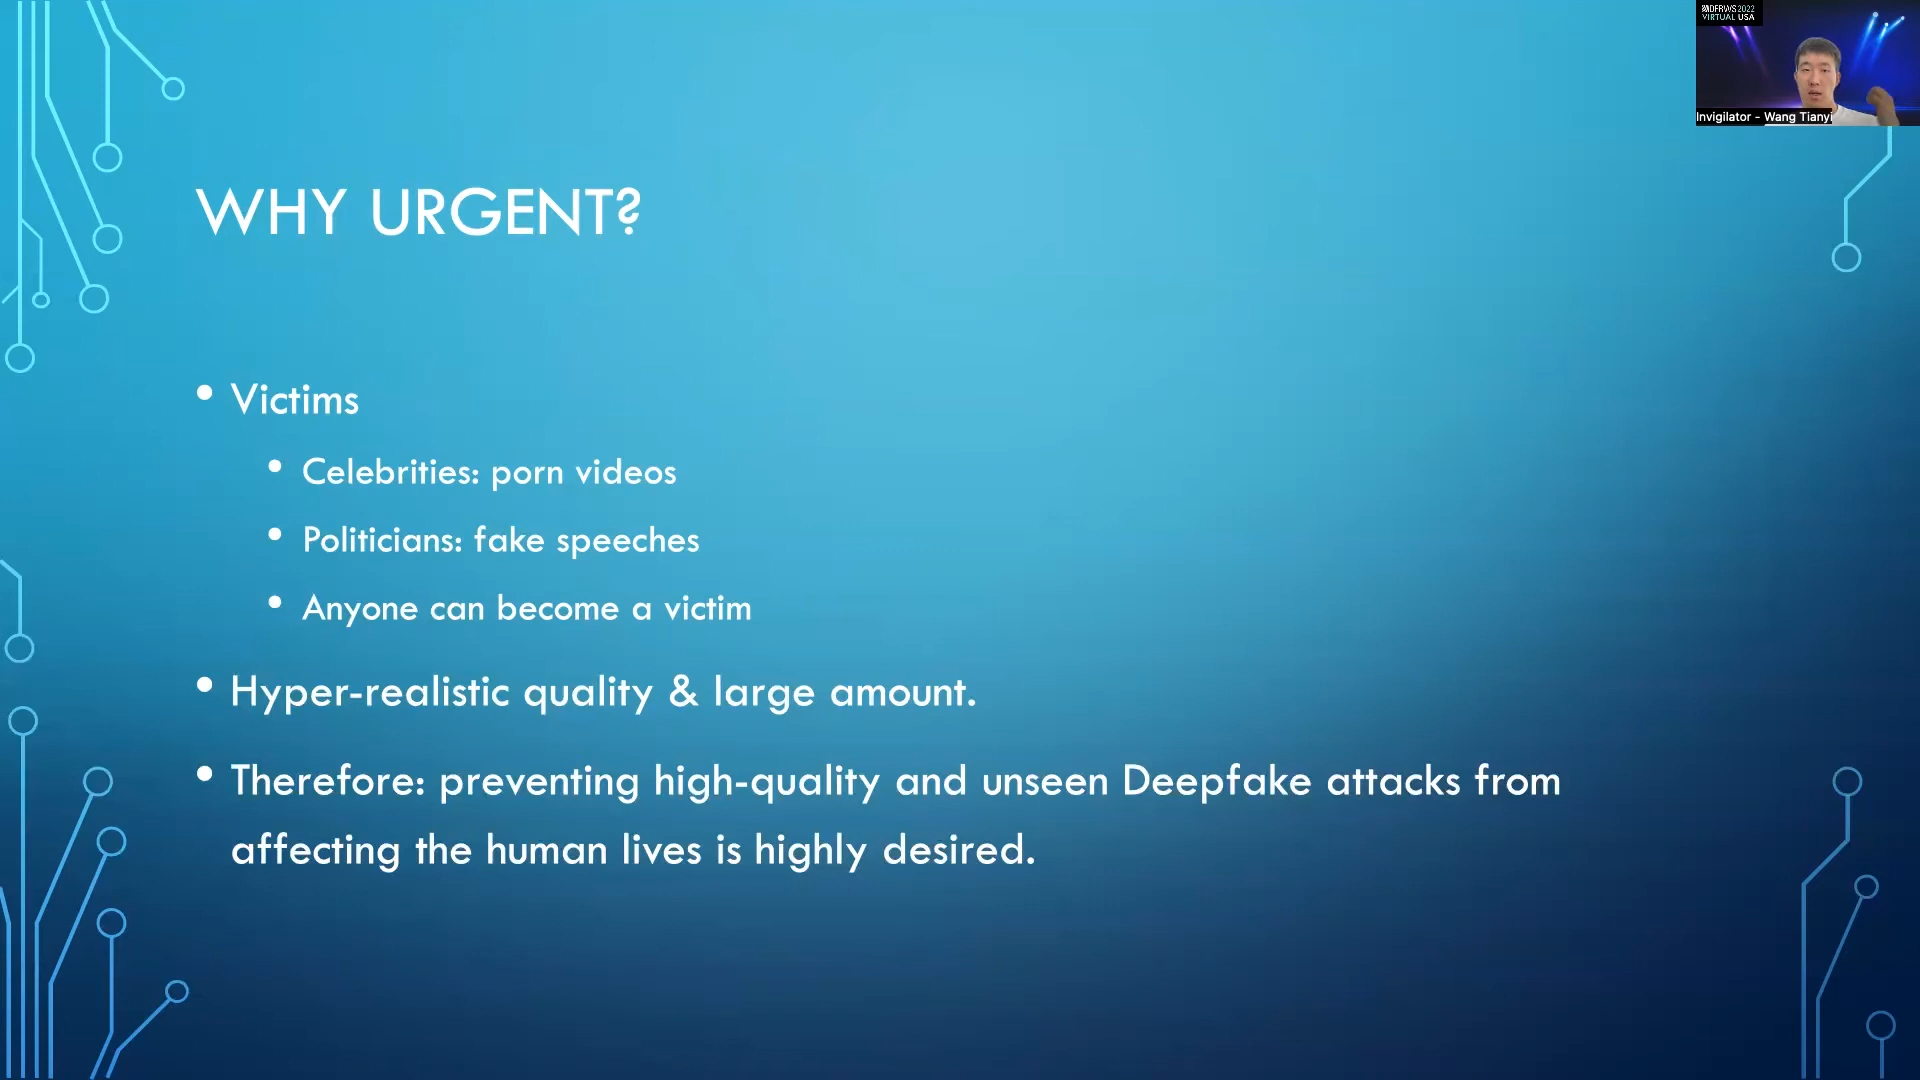 DFRWS 2022
VIRTUAL USA
Invigilator - Wang Tianyi
WHY URGENT?
• Victims
• Celebrities: porn videos
• Politicians: fake speeches
• Anyone can become a victim
• Hyper-realistic quality & large amount.
• Therefore: preventing high-quality and unseen Deepfake attacks from
affecting the human lives is highly desired.